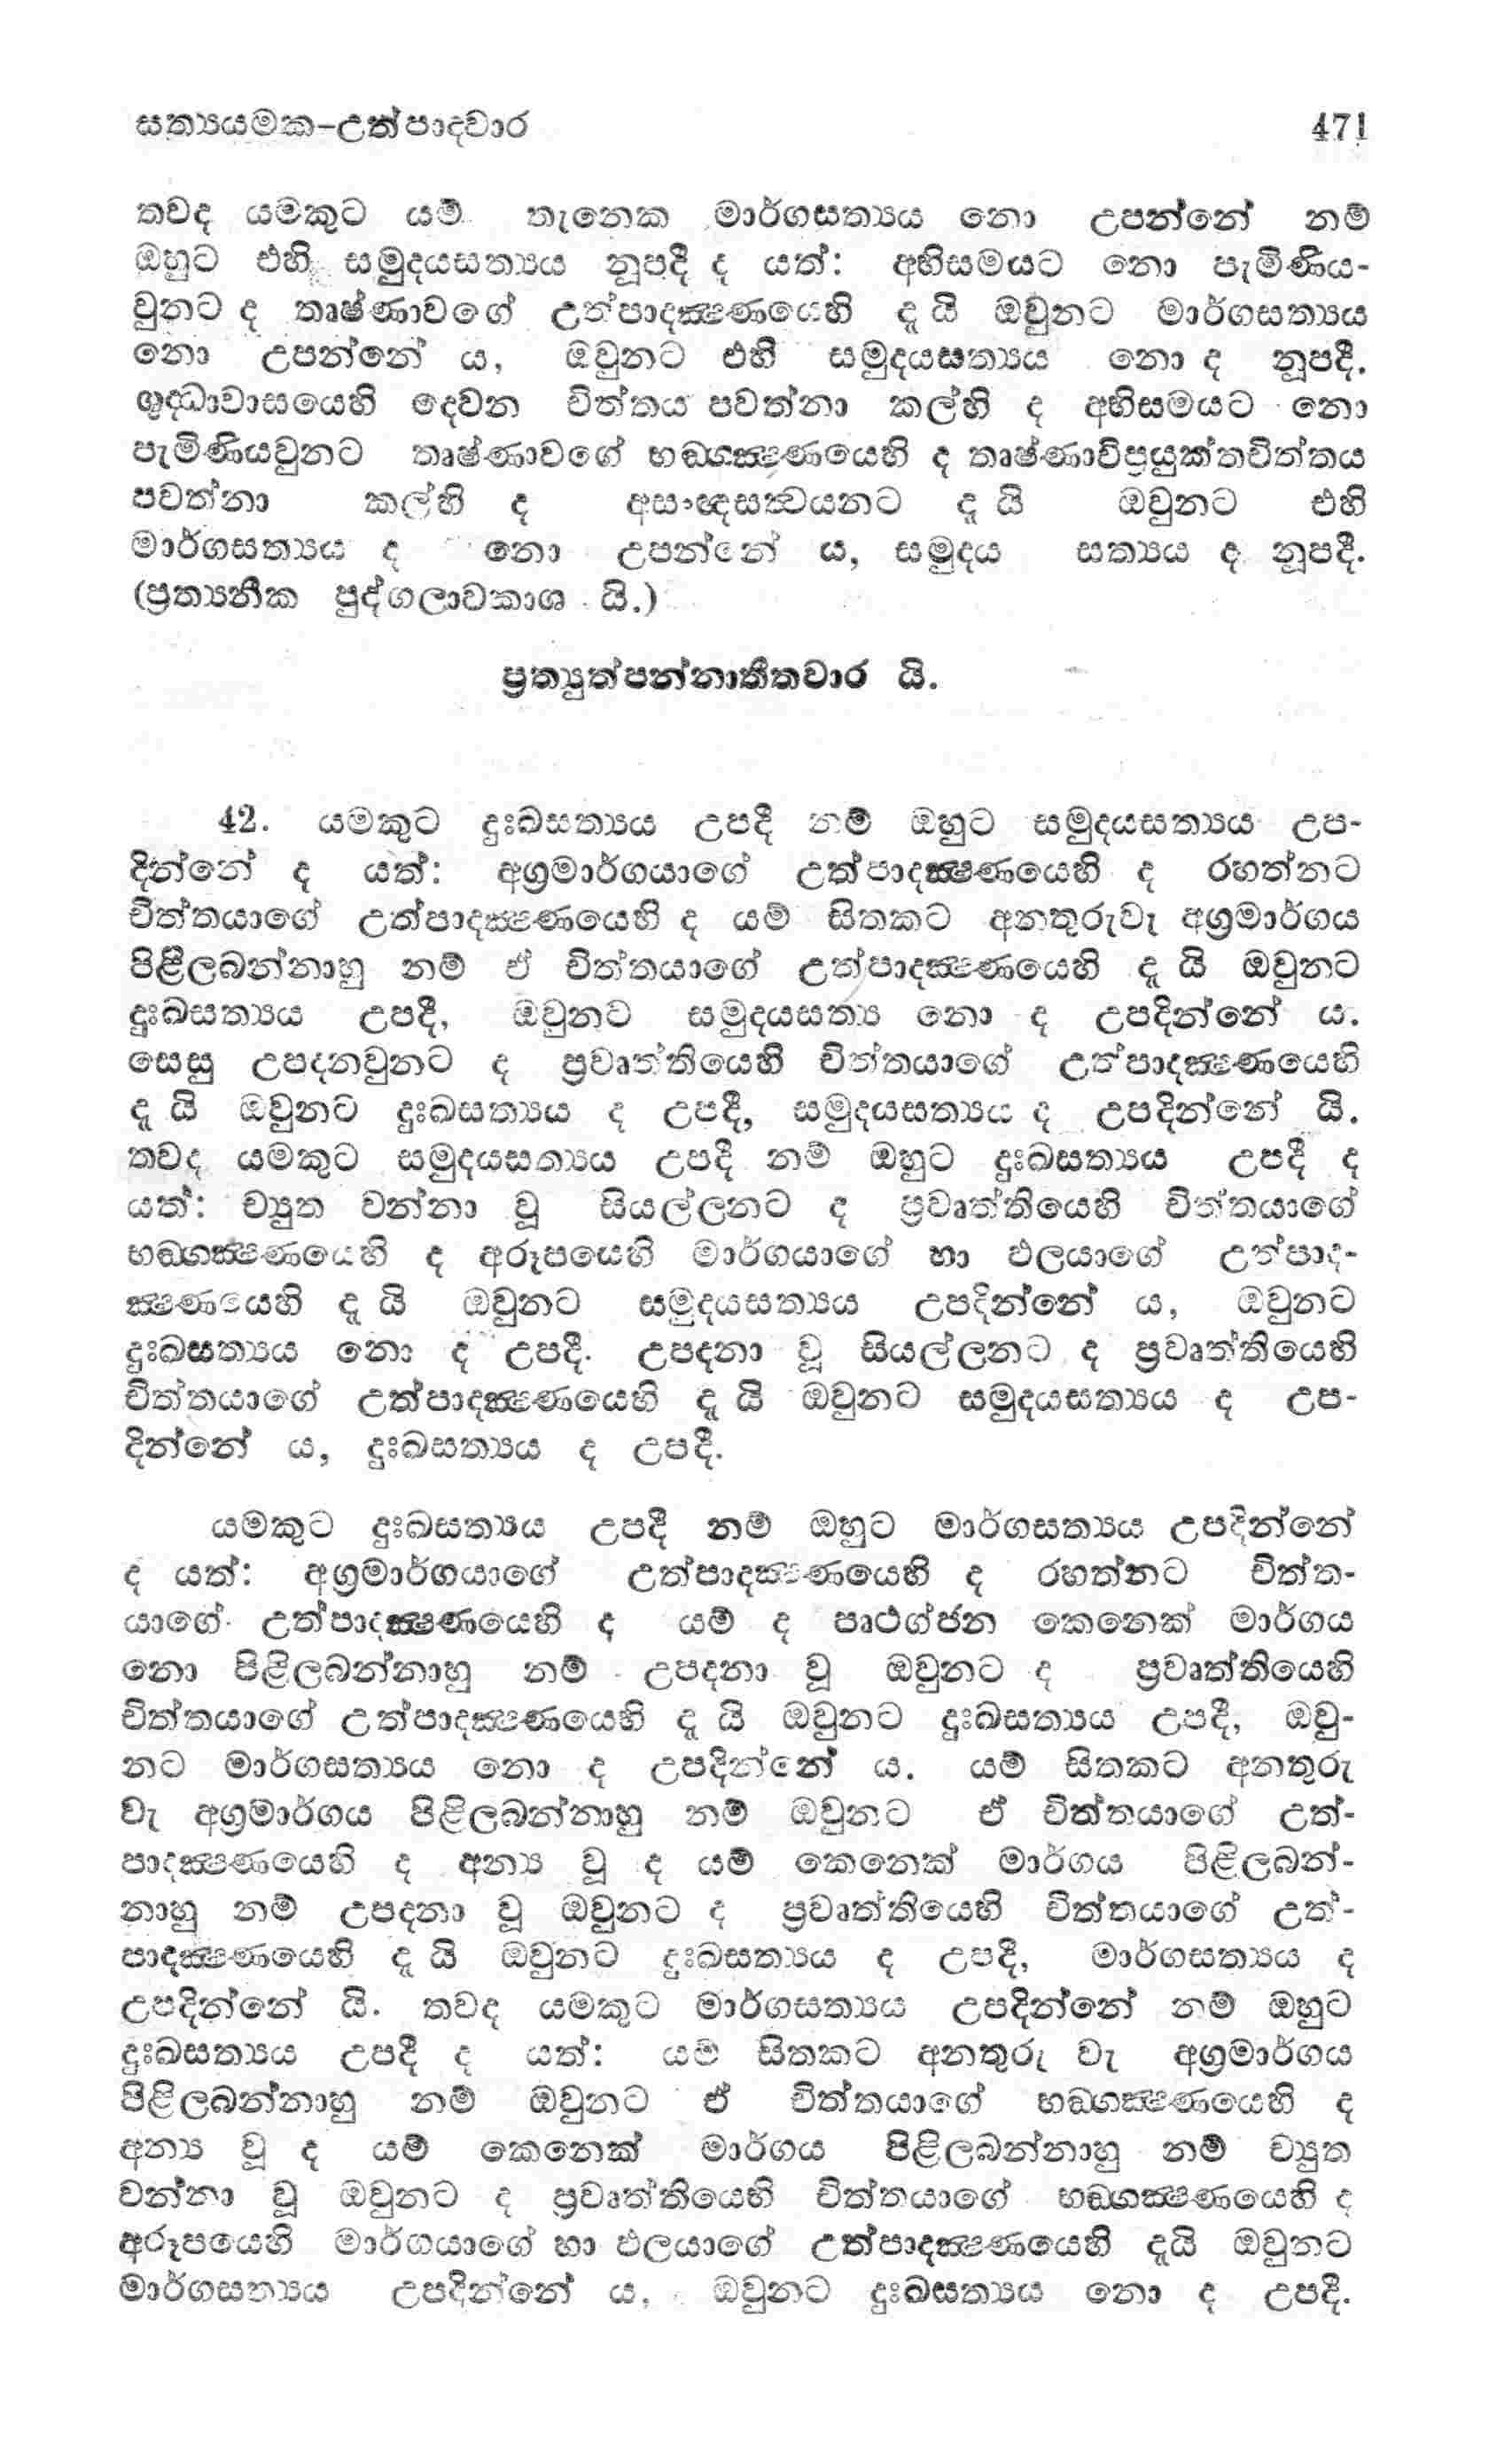 සත්‍යයමක–උත්පාදවාර 471
තවද යමකුට යම් තැනෙක මාර්ගසත්‍යය නො උපන්නේ නම්
ඔහුට එහි සමුදයසත්‍යය නූපදී ද යත්: අභිසමයට නො පැමිණිය-
වුනට ද තෘෂ්ණාවගේ උත්පාදක්‍ෂණයෙහි දැ යි ඔවුනට මාර්ගසත්‍යය
නො උපන්නේ ය, ඔවුනට එහි සමුදයසත්‍යය නො ද නූපදී.
ශුද්ධාවාසයෙහි දෙවන චිත්තය පවත්නා කල්හි ද අභිසමයට නො
පැමිණියවුනට තෘෂ්ණාවගේ භඞ්ගක්‍ෂණයෙහි ද තෘෂ්ණාවිප්‍රයුක්තචිත්තය
පවත්නා කල්හි ද අසංඥසත්ත්‍වයනට දැ යි ඔවුනට එහි
මාර්ගසත්‍යය ද නො උපන්නේ ය, සමුදය සත්‍යය ද නූපදී.
(ප්‍රත්‍යනීක පුද්ගලාවකාශ යි.)
ප්‍රත්‍යුත්පන්නාතීතවාර යි.
42. යමකුට දුඃඛසත්‍යය උපදී නම් ඔහුට සමුදයසත්‍යය උප-
දින්නේ ද යත්: අග්‍රමාර්ගයාගේ උත්පාදක්‍ෂණයෙහි ද රහත්නට
චිත්තයාගේ උත්පාදක්‍ෂණයෙහි ද යම් සිතකට අනතුරුවැ අග්‍රමාර්ගය
පිළිලබන්නාහු නම් ඒ චිත්තයාගේ උත්පාදක්‍ෂණයෙහි දැ යි ඔවුනට
දුඃඛසත්‍යය උපදී, ඔවුනට සමුදයසත්‍ය නො ද උපදින්නේ ය.
සෙසු උපදනවුනට ද ප්‍රවෘත්තියෙහි චිත්තයාගේ උත්පාදක්‍ෂණයෙහි
දැ යි ඔවුනට දුඃඛසත්‍යය ද උපදී, සමුදයසත්‍යය ද උපදින්නේ යි.
තවද යමකුට සමුදයසත්‍යය උපදී නම් ඔහුට දුඃඛසත්‍යය උපදී ද
යත්: ච්‍යුත වන්නා වූ සියල්ලනට ද ප්‍රවෘත්තියෙහි චිත්තයාගේ
භඞ්ගක්‍ෂණයෙහි ද අරූපයෙහි මාර්ගයාගේ හා ඵලයාගේ උත්පාද-
ක්‍ෂණයෙහි දැ යි ඔවුනට සමුදයසත්‍යය උපදින්නේ ය, ඔවුනට
දුඃඛසත්‍යය නො ද උපදී. උපදනා වූ සියල්ලනට ද ප්‍රවෘත්තියෙහි
චිත්තයාගේ උත්පාදක්‍ෂණයෙහි දැ යි ඔවුනට සමුදයසත්‍යය ද උප-
දින්නේ ය, දුඃඛසත්‍යය ද උපදී.
යමකුට දුඃඛසත්‍යය උපදී නම් ඔහුට මාර්ගසත්‍යය උපදින්නේ
ද යත්: අග්‍රමාර්ගයාගේ උත්පාදක්‍ෂණයෙහි ද රහත්නට චිත්ත-
යාගේ උත්පාදක්‍ෂණයෙහි ද යම් ද පෘථග්ජන කෙනෙක් මාර්ගය
නො පිළිලබන්නාහු නම් උපදනා වූ ඔවුනට ද ප්‍රවෘත්තියෙහි
චිත්තයාගේ උත්පාදක්‍ෂණයෙහි දැ යි ඔවුනට දුඃඛසත්‍යය උපදී, ඔවු-
නට මාර්ගසත්‍යය නො ද උපදින්නේ ය. යම් සිතකට අනතුරු
වැ අග්‍රමාර්ගය පිළිලබන්නාහු නම් ඔවුනට ඒ චිත්තයාගේ උත්-
පාදක්‍ෂණයෙහි ද අන්‍ය වූ ද යම් කෙනෙක් මාර්ගය පිළිලබන්-
නාහු නම් උපදනා වූ ඔවුනට ද ප්‍රවෘත්තියෙහි චිත්තයාගේ උත්-
පාදක්‍ෂණයෙහි දැ යි ඔවුනට දුඃඛසත්‍යය ද උපදී, මාර්ගසත්‍යය ද
උපදින්නේ යි. තවද යමකුට මාර්ගසත්‍යය උපදින්නේ නම් ඔහුට
දුඃඛසත්‍යය උපදී ද යත්: යම් සිතකට අනතුරු වැ අග්‍රමාර්ගය
පිළිලබන්නාහු නම් ඔවුනට ඒ චිත්තයාගේ භඞ්ගක්‍ෂණයෙහි ද
අන්‍ය වූ ද යම් කෙනෙක් මාර්ගය පිළිලබන්නාහු නම් ච්‍යුත
වන්නා වූ ඔවුනට ද ප්‍රවෘත්තියෙහි චිත්තයාගේ භඞ්ගක්‍ෂණයෙහි ද
අරූපයෙහි මාර්ගයාගේ හා ඵලයාගේ උත්පාදක්‍ෂණයෙහි දැයි ඔවුනට
මාර්ගසත්‍යය උපදින්නේ ය, ඔවුනට දුඃඛසත්‍යය නො ද උපදී.